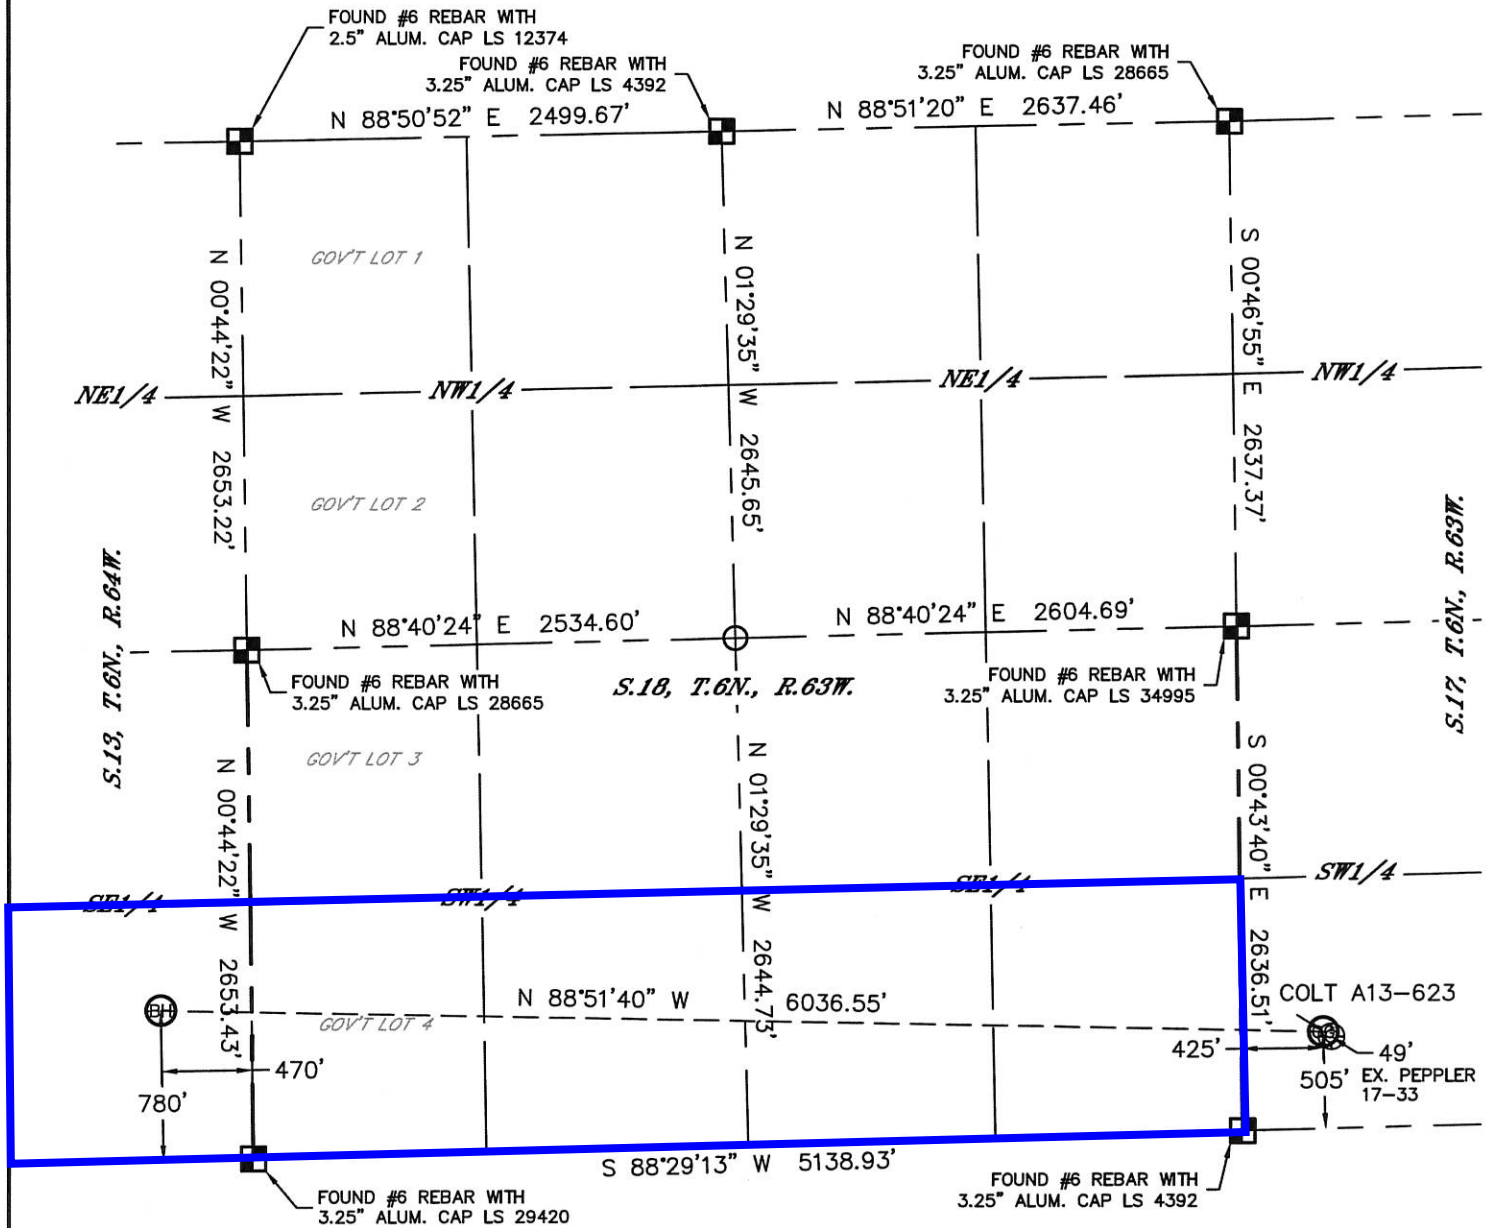 FOUND #6 REBAR WITH
2.5" ALUM. CAP LS 12374
FOUND #6 REBAR WITH
3.25" ALUM. CAP LS 4392
FOUND #6 REBAR WITH
3.25" ALUM. CAP LS 28665
N 88°50'52" E 2499.67'
N 88°51'20" E 2637.46'
GOV'T LOT 1
N 00°44'22" W 2653.22'
N 01°29'35" W 2645.65'
S 00°46'55" E 2637.37'
NE1/4
NW1/4
NE1/4
NW1/4
GOV'T LOT 2
S.13, T.6N., R.64W.
S.17, T.6N., R.63W.
N 88°40'24" E 2534.60'
N 88°40'24" E 2604.69'
FOUND #6 REBAR WITH
3.25" ALUM. CAP LS 28665
S.18, T.6N., R.63W.
FOUND #6 REBAR WITH
3.25" ALUM. CAP LS 34995
GOV'T LOT 3
N 00°44'22" W 2653.43'
N 01°29'35" W 2644.73'
S 00°43'40" E 2636.51'
SE1/4
SW1/4
SE1/4
SW1/4
BH
N 88°51'40" W 6036.55'
GOV'T LOT 4
COLT A13-623
470'
780'
425'
49'
505'
EX. PEPPLER
17-33
S 88°29'13" W 5138.93'
FOUND #6 REBAR WITH
3.25" ALUM. CAP LS 29420
FOUND #6 REBAR WITH
3.25" ALUM. CAP LS 4392